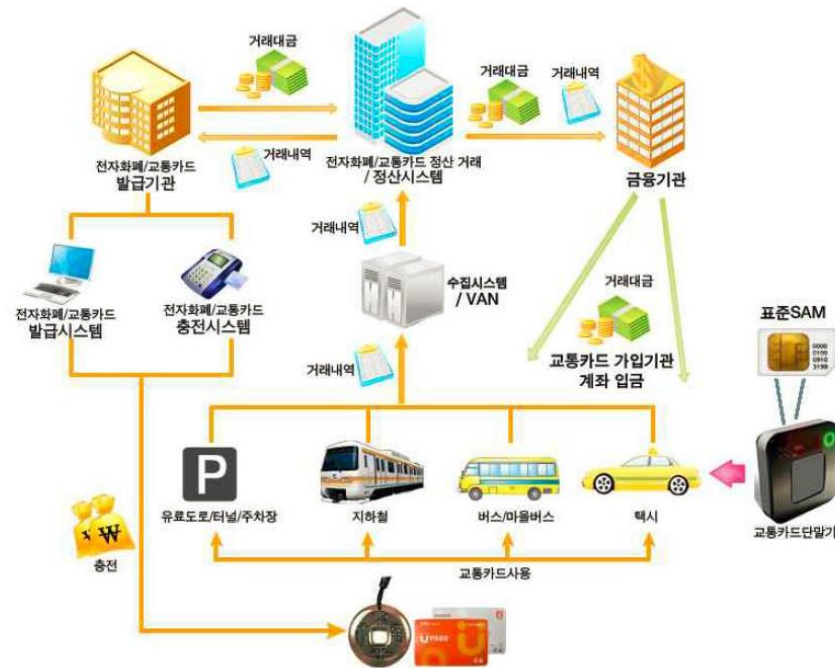 거래대금
거래대금
거래내역
거래내역
전자화폐/교통카드
발급기관
전자화폐/교통카드 정산 거래
/ 정산시스템
금융기관
거래내역
수집시스템
/ VAN
전자화폐/교통카드
발급시스템
전자화폐/교통카드
충전시스템
거래대금
표준SAM
교통카드 가입기관
계좌 입금
거래내역
P
유료도로/터널/주차장
지하철
버스/마을버스
택시
교통카드단말기
₩
충전
교통카드사용